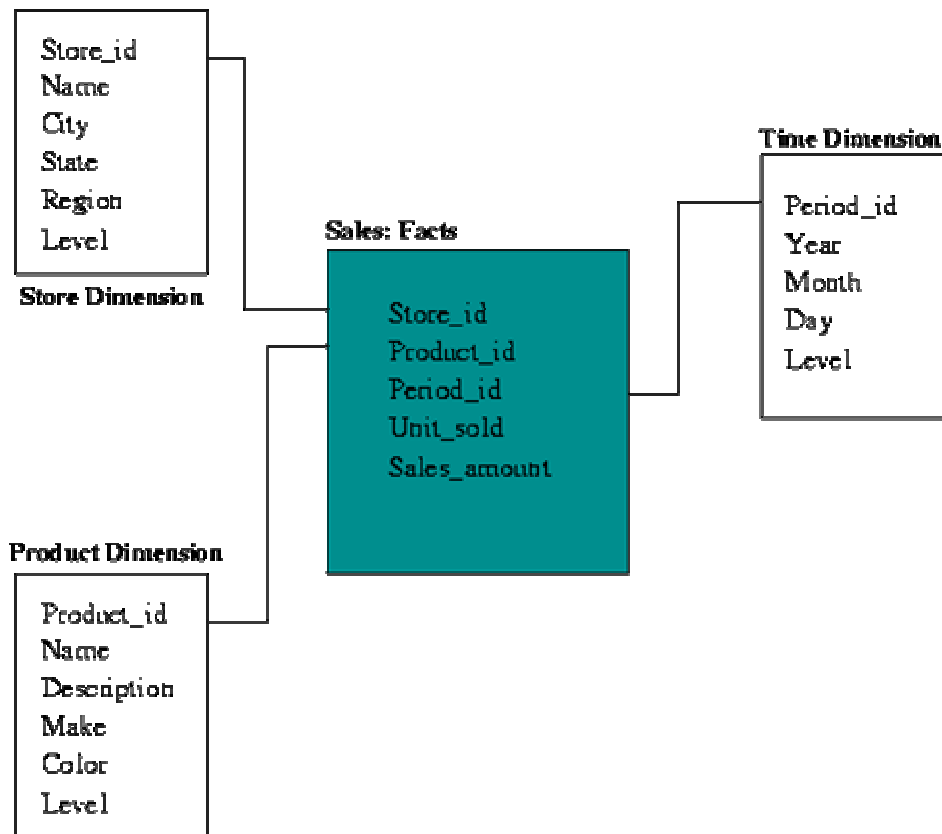 Store_id
Name
City
State
Region
Level
Store Dimension
Sales: Facts
Store_id
Product_id
Period_id
Unit_sold
Sales_amount
Time Dimension
Period_id
Year
Month
Day
Level
Product Dimension
Product_id
Name
Description
Make
Color
Level